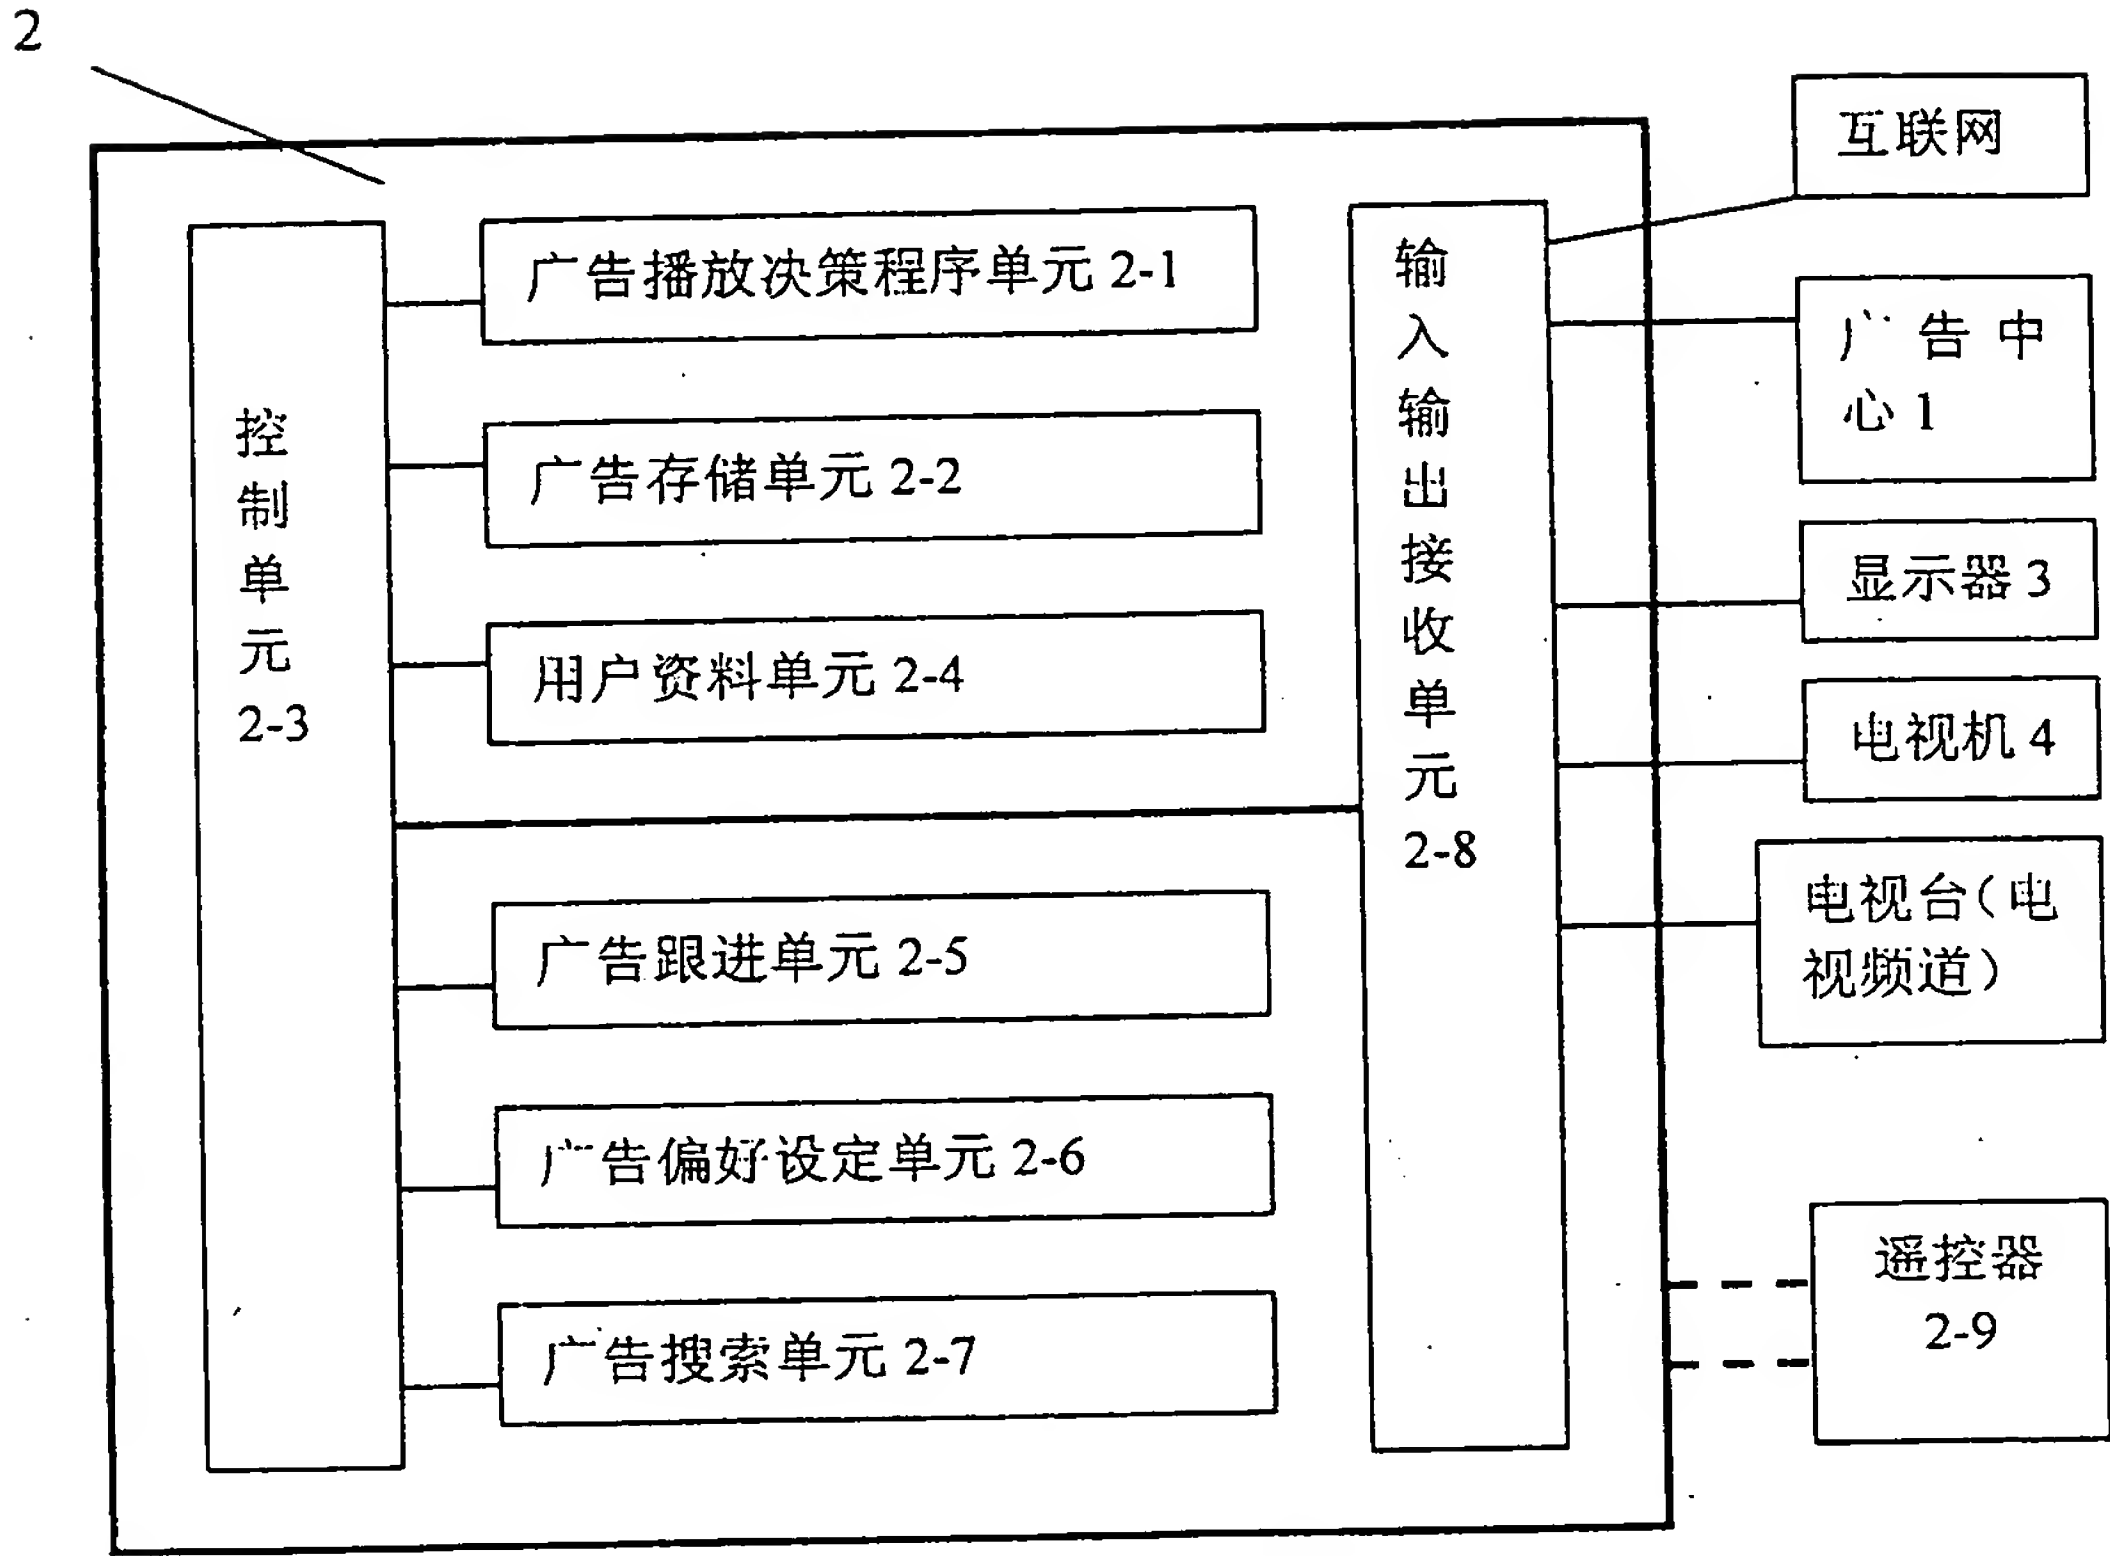 2
互联网
广告播放决策程序单元 2-1
广告存储单元 2-2
用户资料单元 2-4
控
制
单
元
2-3
广告跟进单元 2-5
广告偏好设定单元 2-6
广告搜索单元 2-7
输
入
输
出
接
收
单
元
2-8
广告中
心 1
显示器 3
电视机 4
电视台（电
视频道）
遥控器
2-9